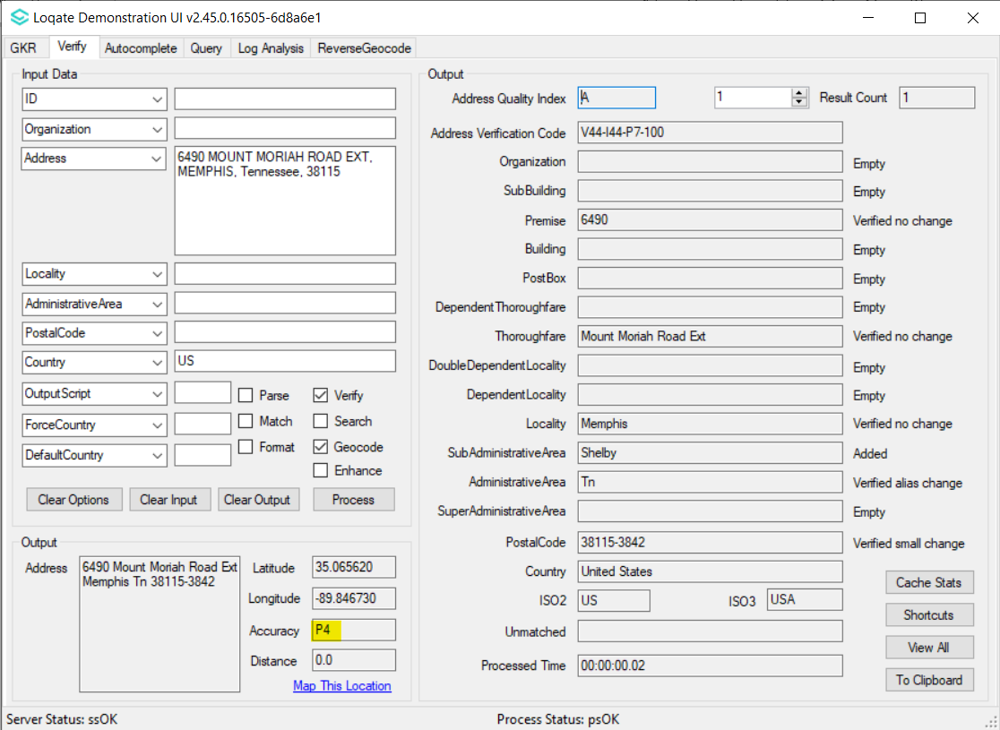 Loqate Demonstration UI v2.45.0.16505-6d8a6e1
GKR Verify Autocomplete Query Log Analysis ReverseGeocode
Input Data
ID
Organization
Address
6490 MOUNT MORIAH ROAD EXT,
MEMPHIS, Tennessee, 38115
Locality
AdministrativeArea
PostalCode
Country US
OutputScript Parse Verify
ForceCountry Match Search
DefaultCountry Format Geocode
Enhance
Clear Options Clear Input Clear Output Process
Output
Address
6490 Mount Moriah Road Ext
Memphis Tn 38115-3842
Latitude 35.065620
Longitude -89.846730
Accuracy P4
Distance 0.0
Map This Location
Output
Address Quality Index A 1 Result Count 1
Address Verification Code V44-I44-P7-100
Organization Empty
SubBuilding Empty
Premise 6490 Verified no change
Building Empty
PostBox Empty
DependentThoroughfare Empty
Thoroughfare Mount Moriah Road Ext Verified no change
DoubleDependentLocality Empty
DependentLocality Empty
Locality Memphis Verified no change
SubAdministrativeArea Shelby Added
AdministrativeArea Tn Verified alias change
SuperAdministrativeArea Empty
PostalCode 38115-3842 Verified small change
Country United States
ISO2 US ISO3 USA
Unmatched
Processed Time 00:00:00.02
Cache Stats
Shortcuts
View All
To Clipboard
Server Status: ssOK Process Status: psOK